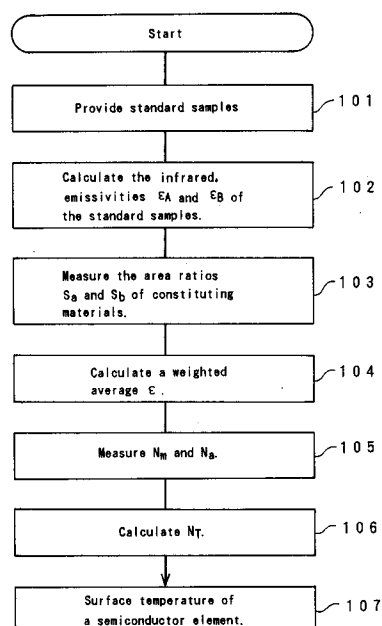 Start
Provide standard samples
101
Calculate the infrared.
emissivities εA and εB of
the standard samples.
102
Measure the area ratios
Sa and Sb of constituting
materials.
103
Calculate a weighted
average ε.
104
Measure Nm and Na.
105
Calculate NT.
106
Surface temperature of
a semiconductor element.
107